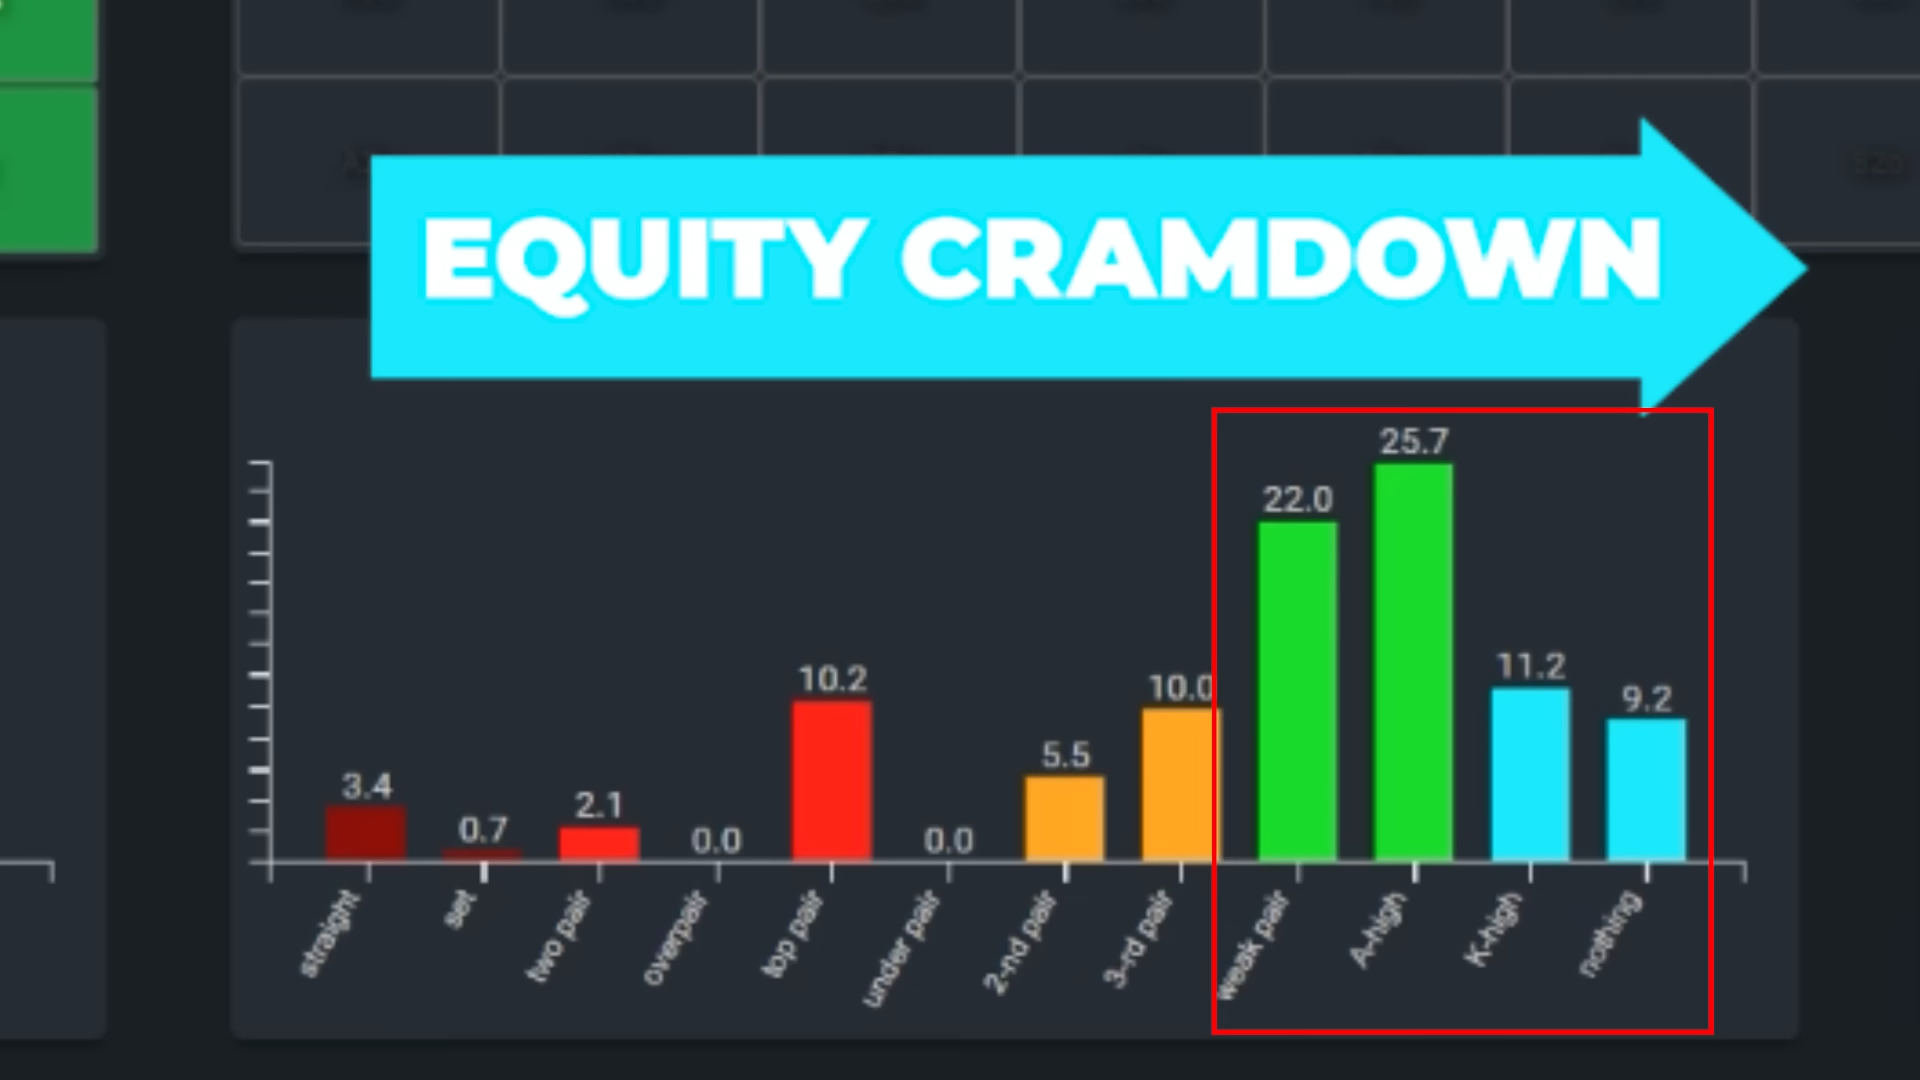 EQUITY CRAMDOWN
25.7
22.0
11.2
10.2
10.0
9.2
5.5
3.4
2.1
0.7
0.0
0.0
straight
set
two pair
overpair
top pair
under pair
2-nd pair
3-rd pair
weak pair
A-high
K-high
nothing